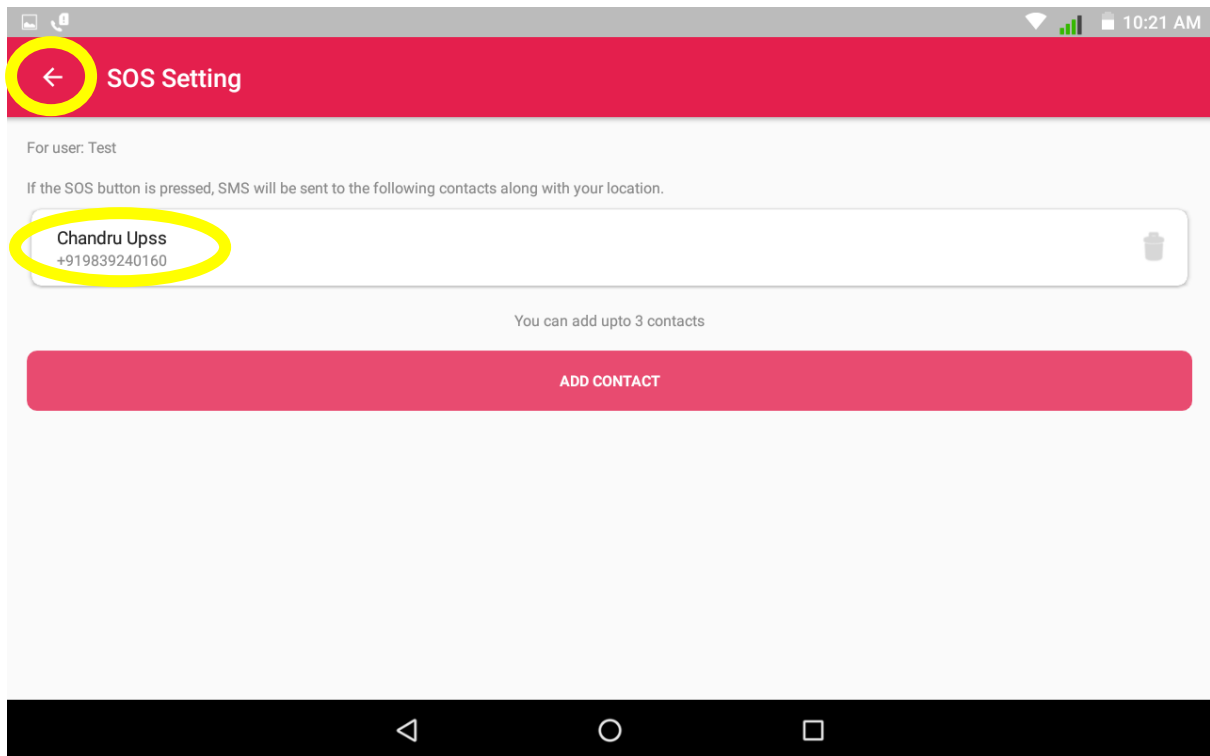 10:21 AM
SOS Setting
For user: Test
If the SOS button is pressed, SMS will be sent to the following contacts along with your location.
Chandru Upss
+919839240160
You can add upto 3 contacts
ADD CONTACT